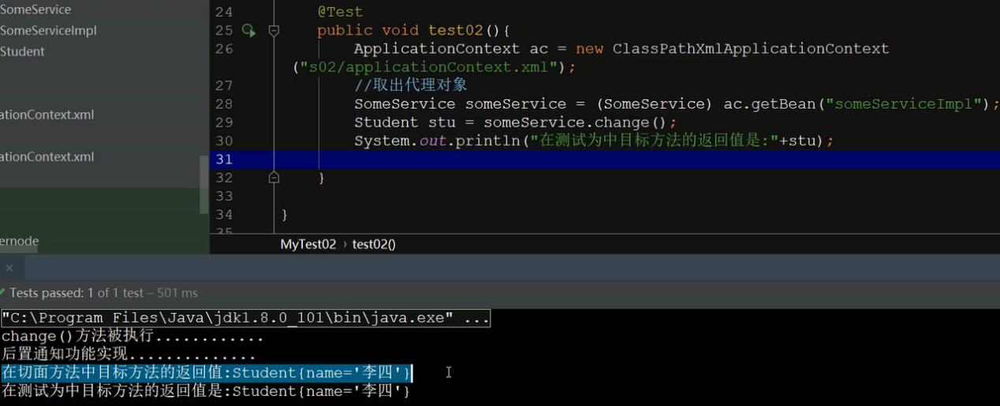 SomeService
SomeServiceImpl
Student
ationContext.xml
ationContext.xml
ernode
24 @Test
25 public void test02(){
26 ApplicationContext ac = new ClassPathXmlApplicationContext
("s02/applicationContext.xml");
27 //取出代理对象
28 SomeService someService = (SomeService) ac.getBean("someServiceImpl");
29 Student stu = someService.change();
30 System.out.println("在测试为中目标方法的返回值是:"+stu);
31
32 }
33
34 }
35
MyTest02 › test02()
×
Tests passed: 1 of 1 test – 501 ms
"C:\Program Files\Java\jdk1.8.0_101\bin\java.exe" ...
change()方法被执行............
后置通知功能实现..............
在切面方法中目标方法的返回值:Student{name='李四'}
在测试为中目标方法的返回值是:Student{name='李四'}